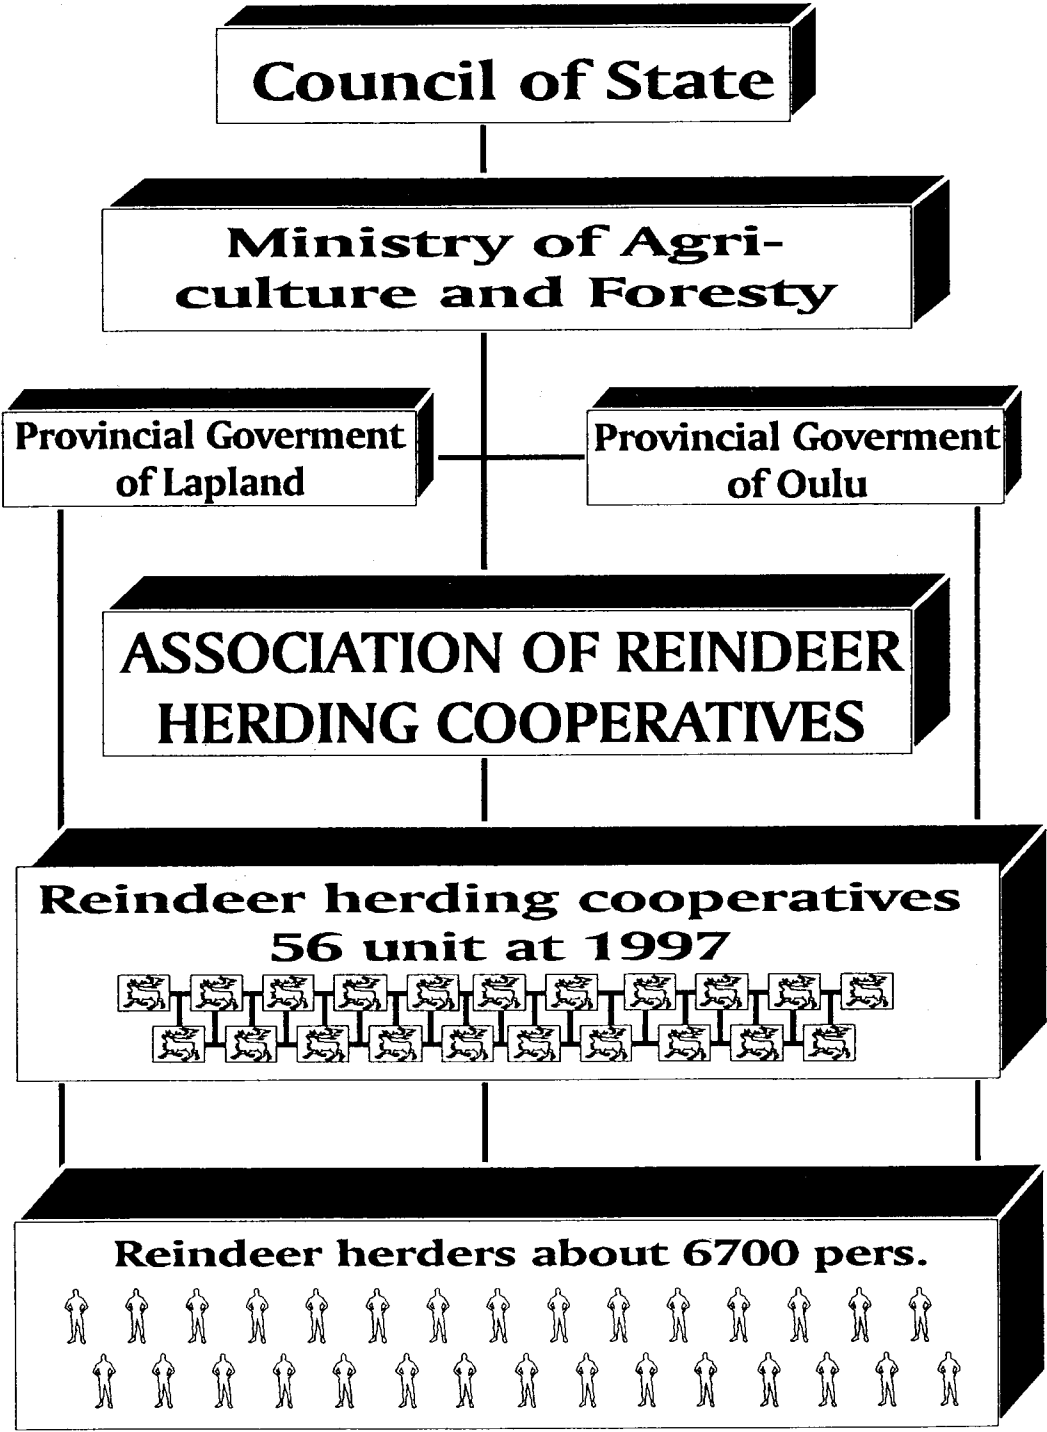 Council of State
Ministry of Agri-
culture and Foresty
Provincial Goverment
of Lapland
Provincial Goverment
of Oulu
ASSOCIATION OF REINDEER
HERDING COOPERATIVES
Reindeer herding cooperatives
56 unit at 1997
Reindeer herders about 6700 pers.